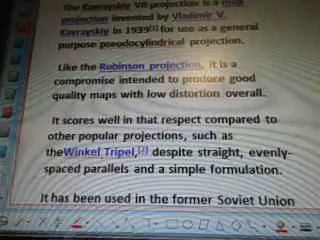 The Kavrayskiy VII projection is a map
projection invented by Vladimir V.
Kavrayskiy in 1939[1] for use as a general
purpose pseudocylindrical projection.
Like the Robinson projection, it is a
compromise intended to produce good
quality maps with low distortion overall.
It scores well in that respect compared to
other popular projections, such as
theWinkel Tripel,[2] despite straight, evenly-
spaced parallels and a simple formulation.
It has been used in the former Soviet Union